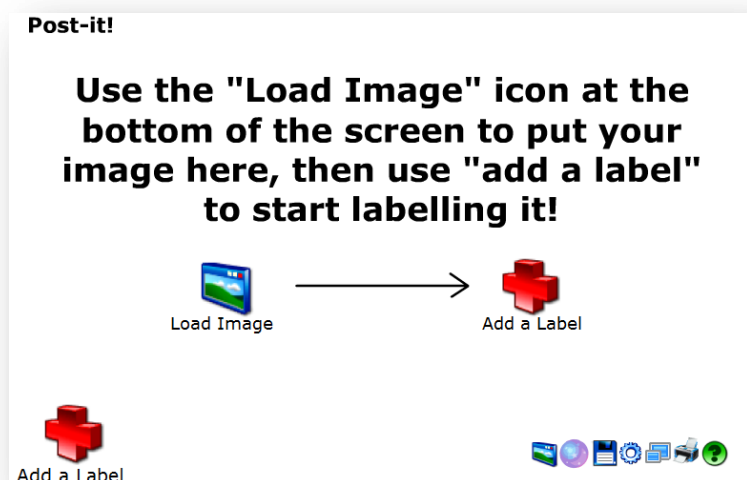 Post-it!
Use the "Load Image" icon at the
bottom of the screen to put your
image here, then use "add a label"
to start labelling it!
Load Image
Add a Label
Add a Label
?